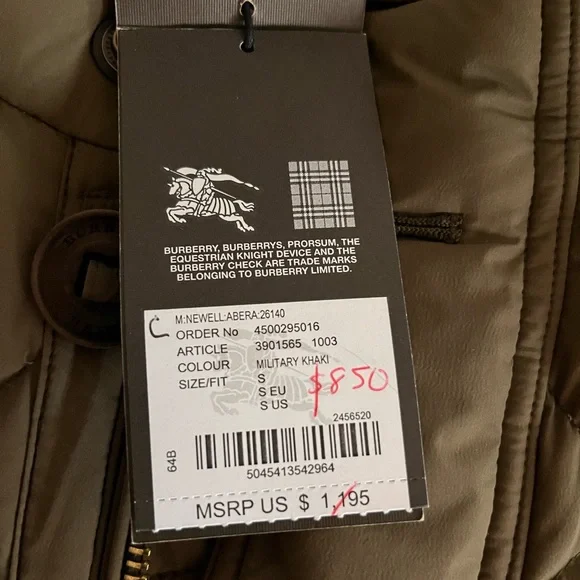 BURBERRY, BURBERRYS, PRORSUM, THE
EQUESTRIAN KNIGHT DEVICE AND THE
BURBERRY CHECK ARE TRADE MARKS
BELONGING TO BURBERRY LIMITED.
M:NEWELL:ABERA:26140
ORDER No 4500295016
ARTICLE 3901565 1003
COLOUR MILITARY KHAKI
SIZE/FIT S
S EU
S US
$850
2456520
64B
5045413542964
MSRP US $ 1,195